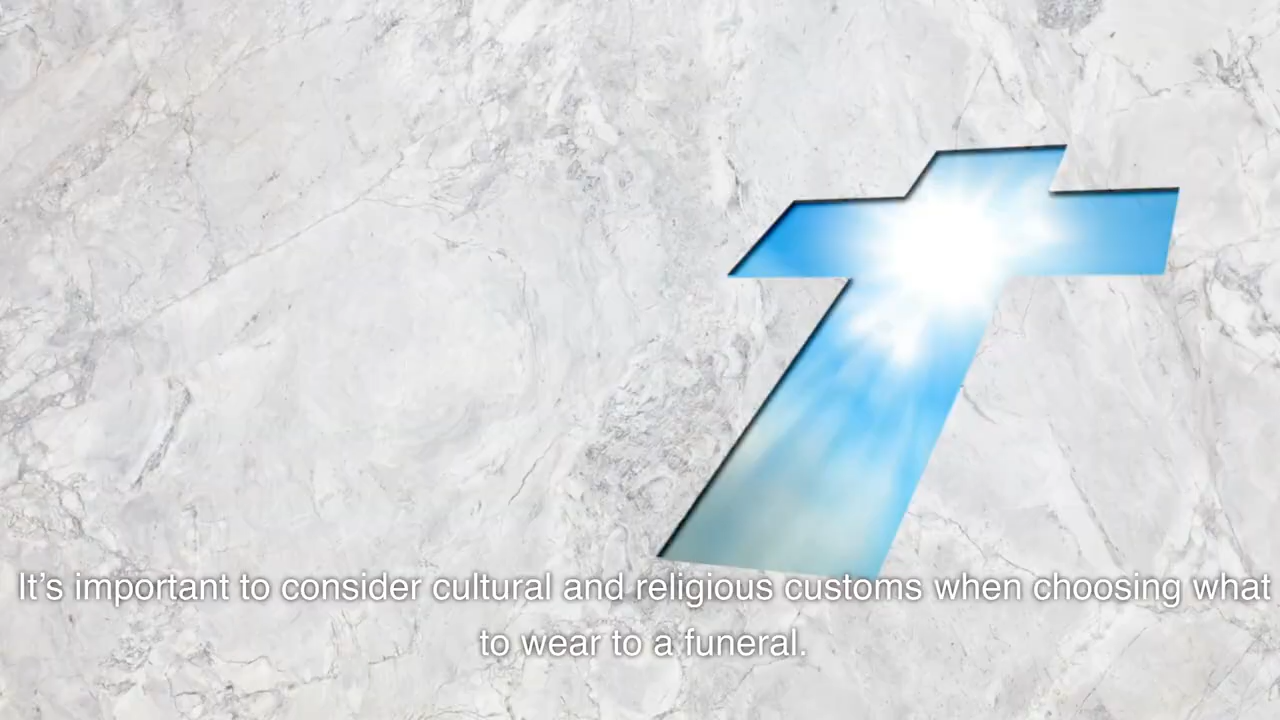 It’s important to consider cultural and religious customs when choosing what
to wear to a funeral.